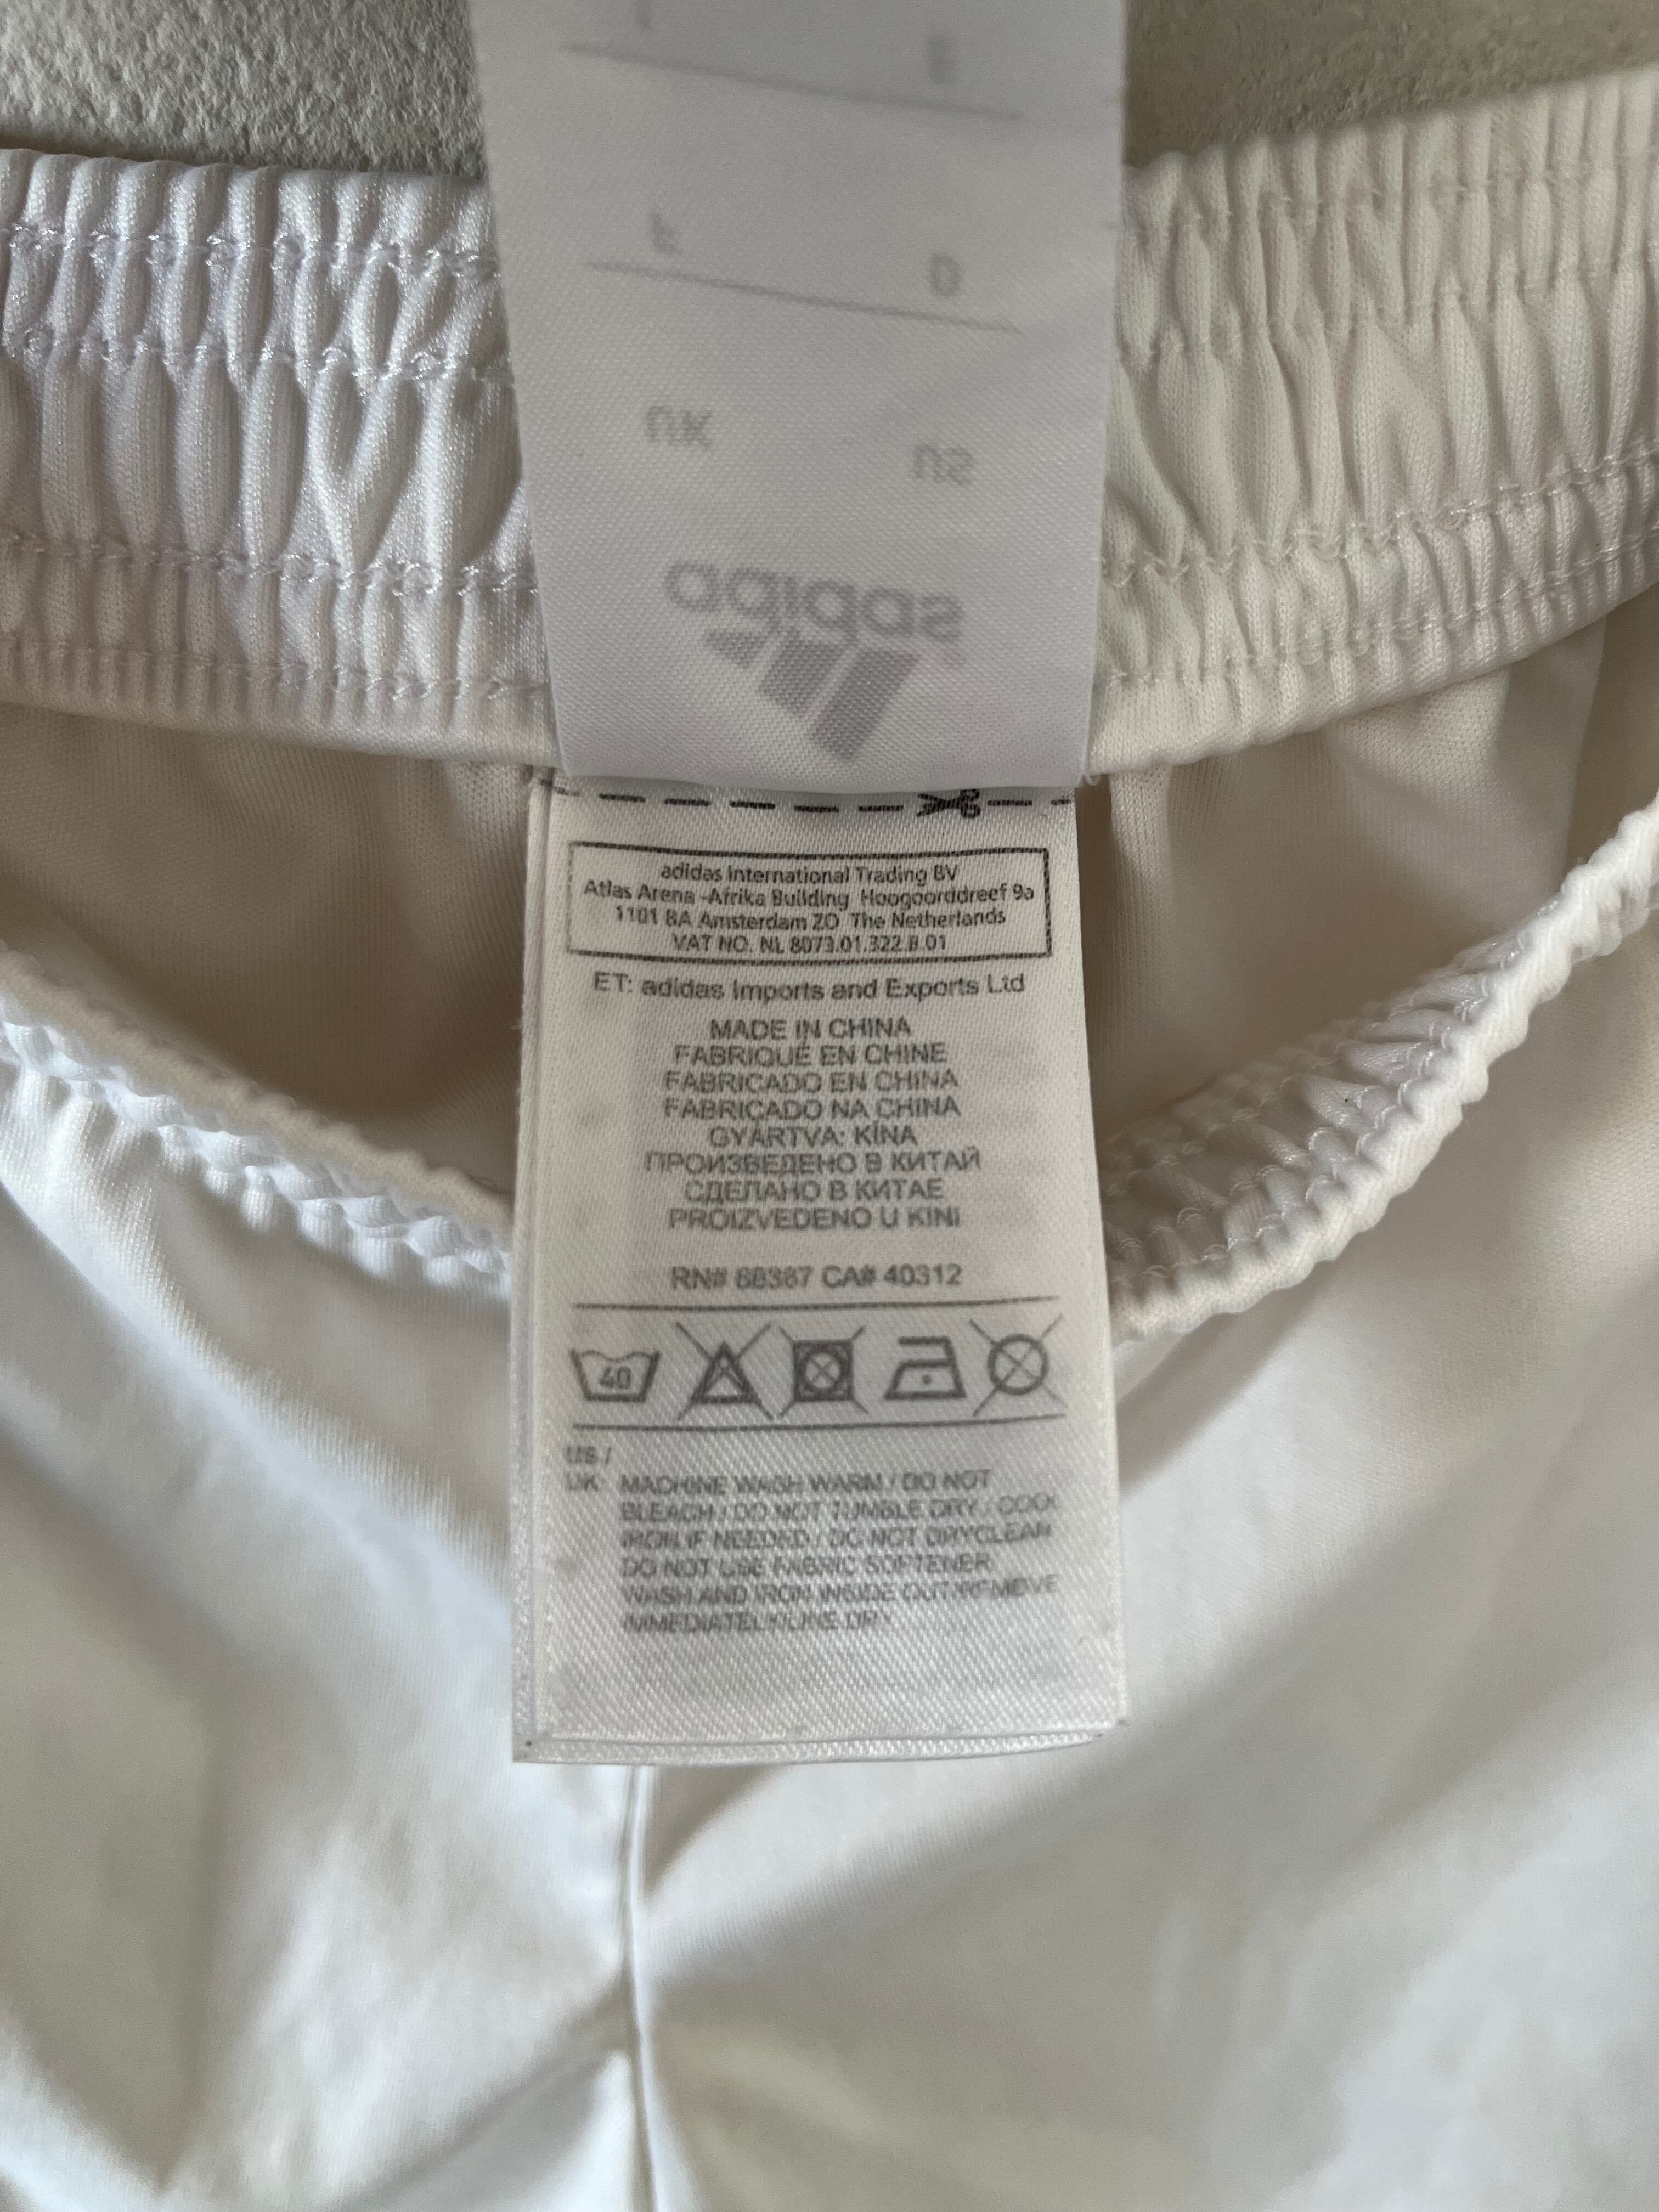 adidas
adidas International Trading BV
Atlas Arena -Afrika Building Hoogoorddreef 9a
1101 BA Amsterdam ZO The Netherlands
VAT NO. NL 8073.01.322.B.01
ET: adidas Imports and Exports Ltd
MADE IN CHINA
FABRIQUÉ EN CHINE
FABRICADO EN CHINA
FABRICADO NA CHINA
GYÁRTVA: KÍNA
ПРОИЗВЕДЕНО В КИТАЙ
СДЕЛАНО В КИТАЕ
PROIZVEDENO U KINI
RN# 88387 CA# 40312
40
US /
UK: MACHINE WASH WARM / DO NOT
BLEACH / DO NOT TUMBLE DRY / COOL
IRON IF NEEDED / DO NOT DRYCLEAN
DO NOT USE FABRIC SOFTENER
WASH AND IRON INSIDE OUT/REMOVE
IMMEDIATELY/LINE DRY